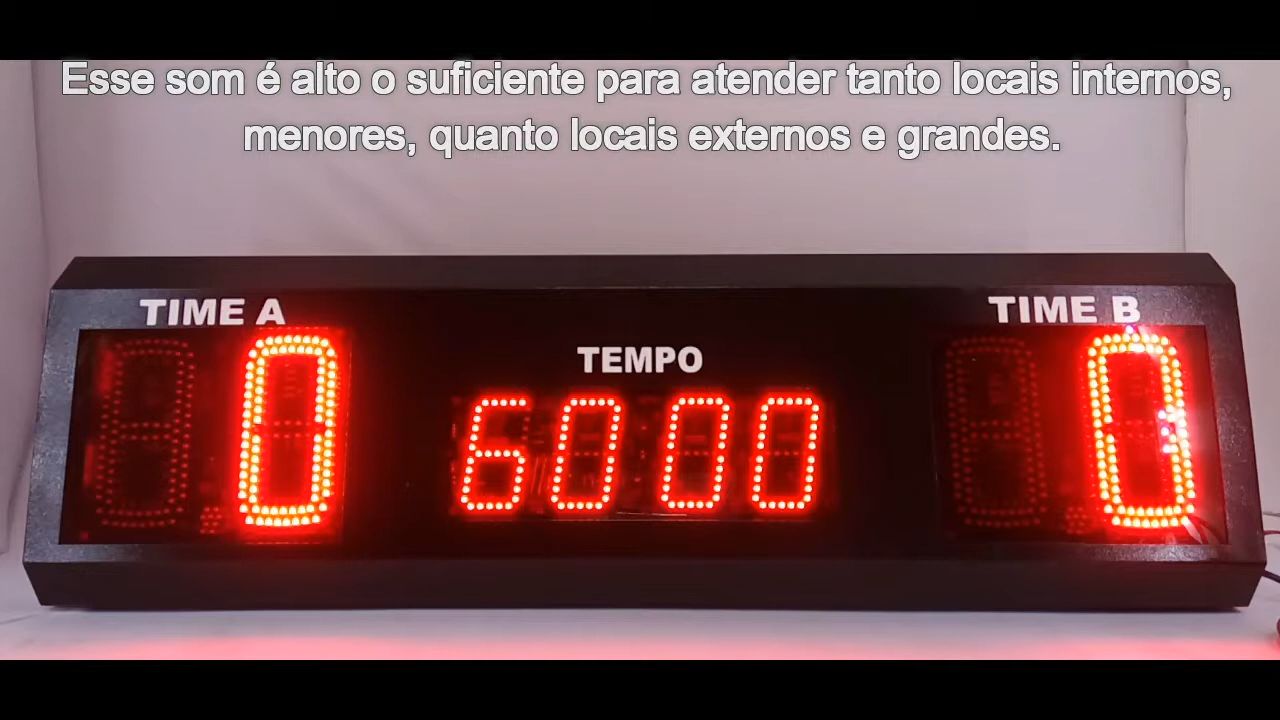 Esse som é alto o suficiente para atender tanto locais internos,
menores, quanto locais externos e grandes.
TIME A
TIME B
TEMPO
0
6000
0